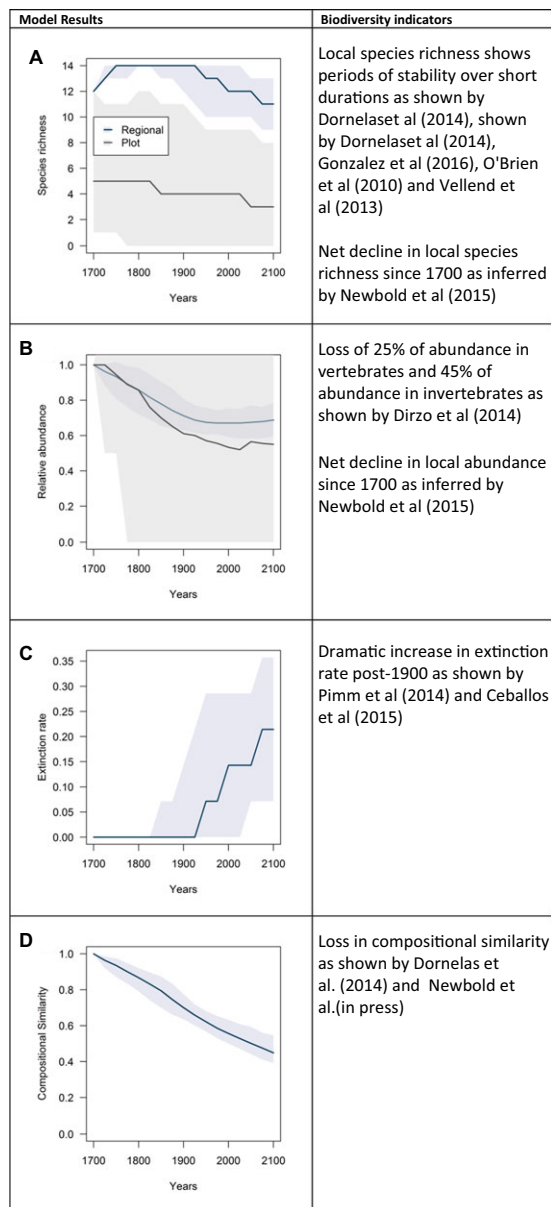 Model Results
Biodiversity indicators
A
14
12
10
8
6
4
2
0
Species richness
Regional
Plot
1700
1800
1900
2000
2100
Years
Local species richness shows
periods of stability over short
durations as shown by
Dornelaset al (2014), shown
by Dornelaset al (2014),
Gonzalez et al (2016), O'Brien
et al (2010) and Vellend et
al (2013)
Net decline in local species
richness since 1700 as inferred
by Newbold et al (2015)
B
1.0
0.8
0.6
0.4
0.2
0.0
Relative abundance
1700
1800
1900
2000
2100
Years
Loss of 25% of abundance in
vertebrates and 45% of
abundance in invertebrates as
shown by Dirzo et al (2014)
Net decline in local abundance
since 1700 as inferred by
Newbold et al (2015)
C
0.35
0.30
0.25
0.20
0.15
0.10
0.05
0.00
Extinction rate
1700
1800
1900
2000
2100
Years
Dramatic increase in extinction
rate post-1900 as shown by
Pimm et al (2014) and Ceballos
et al (2015)
D
1.0
0.8
0.6
0.4
0.2
0.0
Compositional Similarity
1700
1800
1900
2000
2100
Years
Loss in compositional similarity
as shown by Dornelas et
al. (2014) and Newbold et
al.(in press)